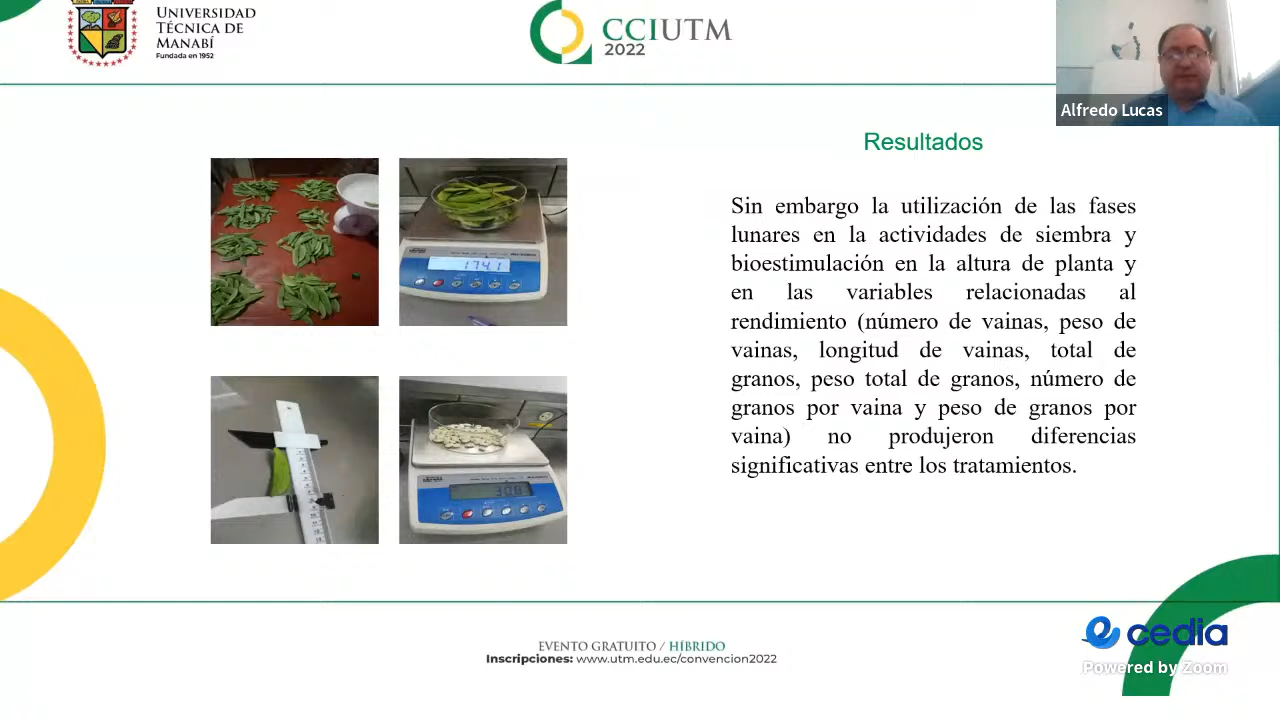 UNIVERSIDAD
TÉCNICA DE
MANABÍ
Fundada en 1952
CCIUTM
2022
Alfredo Lucas
Resultados
Sin embargo la utilización de las fases
lunares en la actividades de siembra y
bioestimulación en la altura de planta y
en las variables relacionadas al
rendimiento (número de vainas, peso de
vainas, longitud de vainas, total de
granos, peso total de granos, número de
granos por vaina y peso de granos por
vaina) no produjeron diferencias
significativas entre los tratamientos.
174.1
EVENTO GRATUITO / HÍBRIDO
Inscripciones: www.utm.edu.ec/convencion2022
cedia
Powered by Zoom